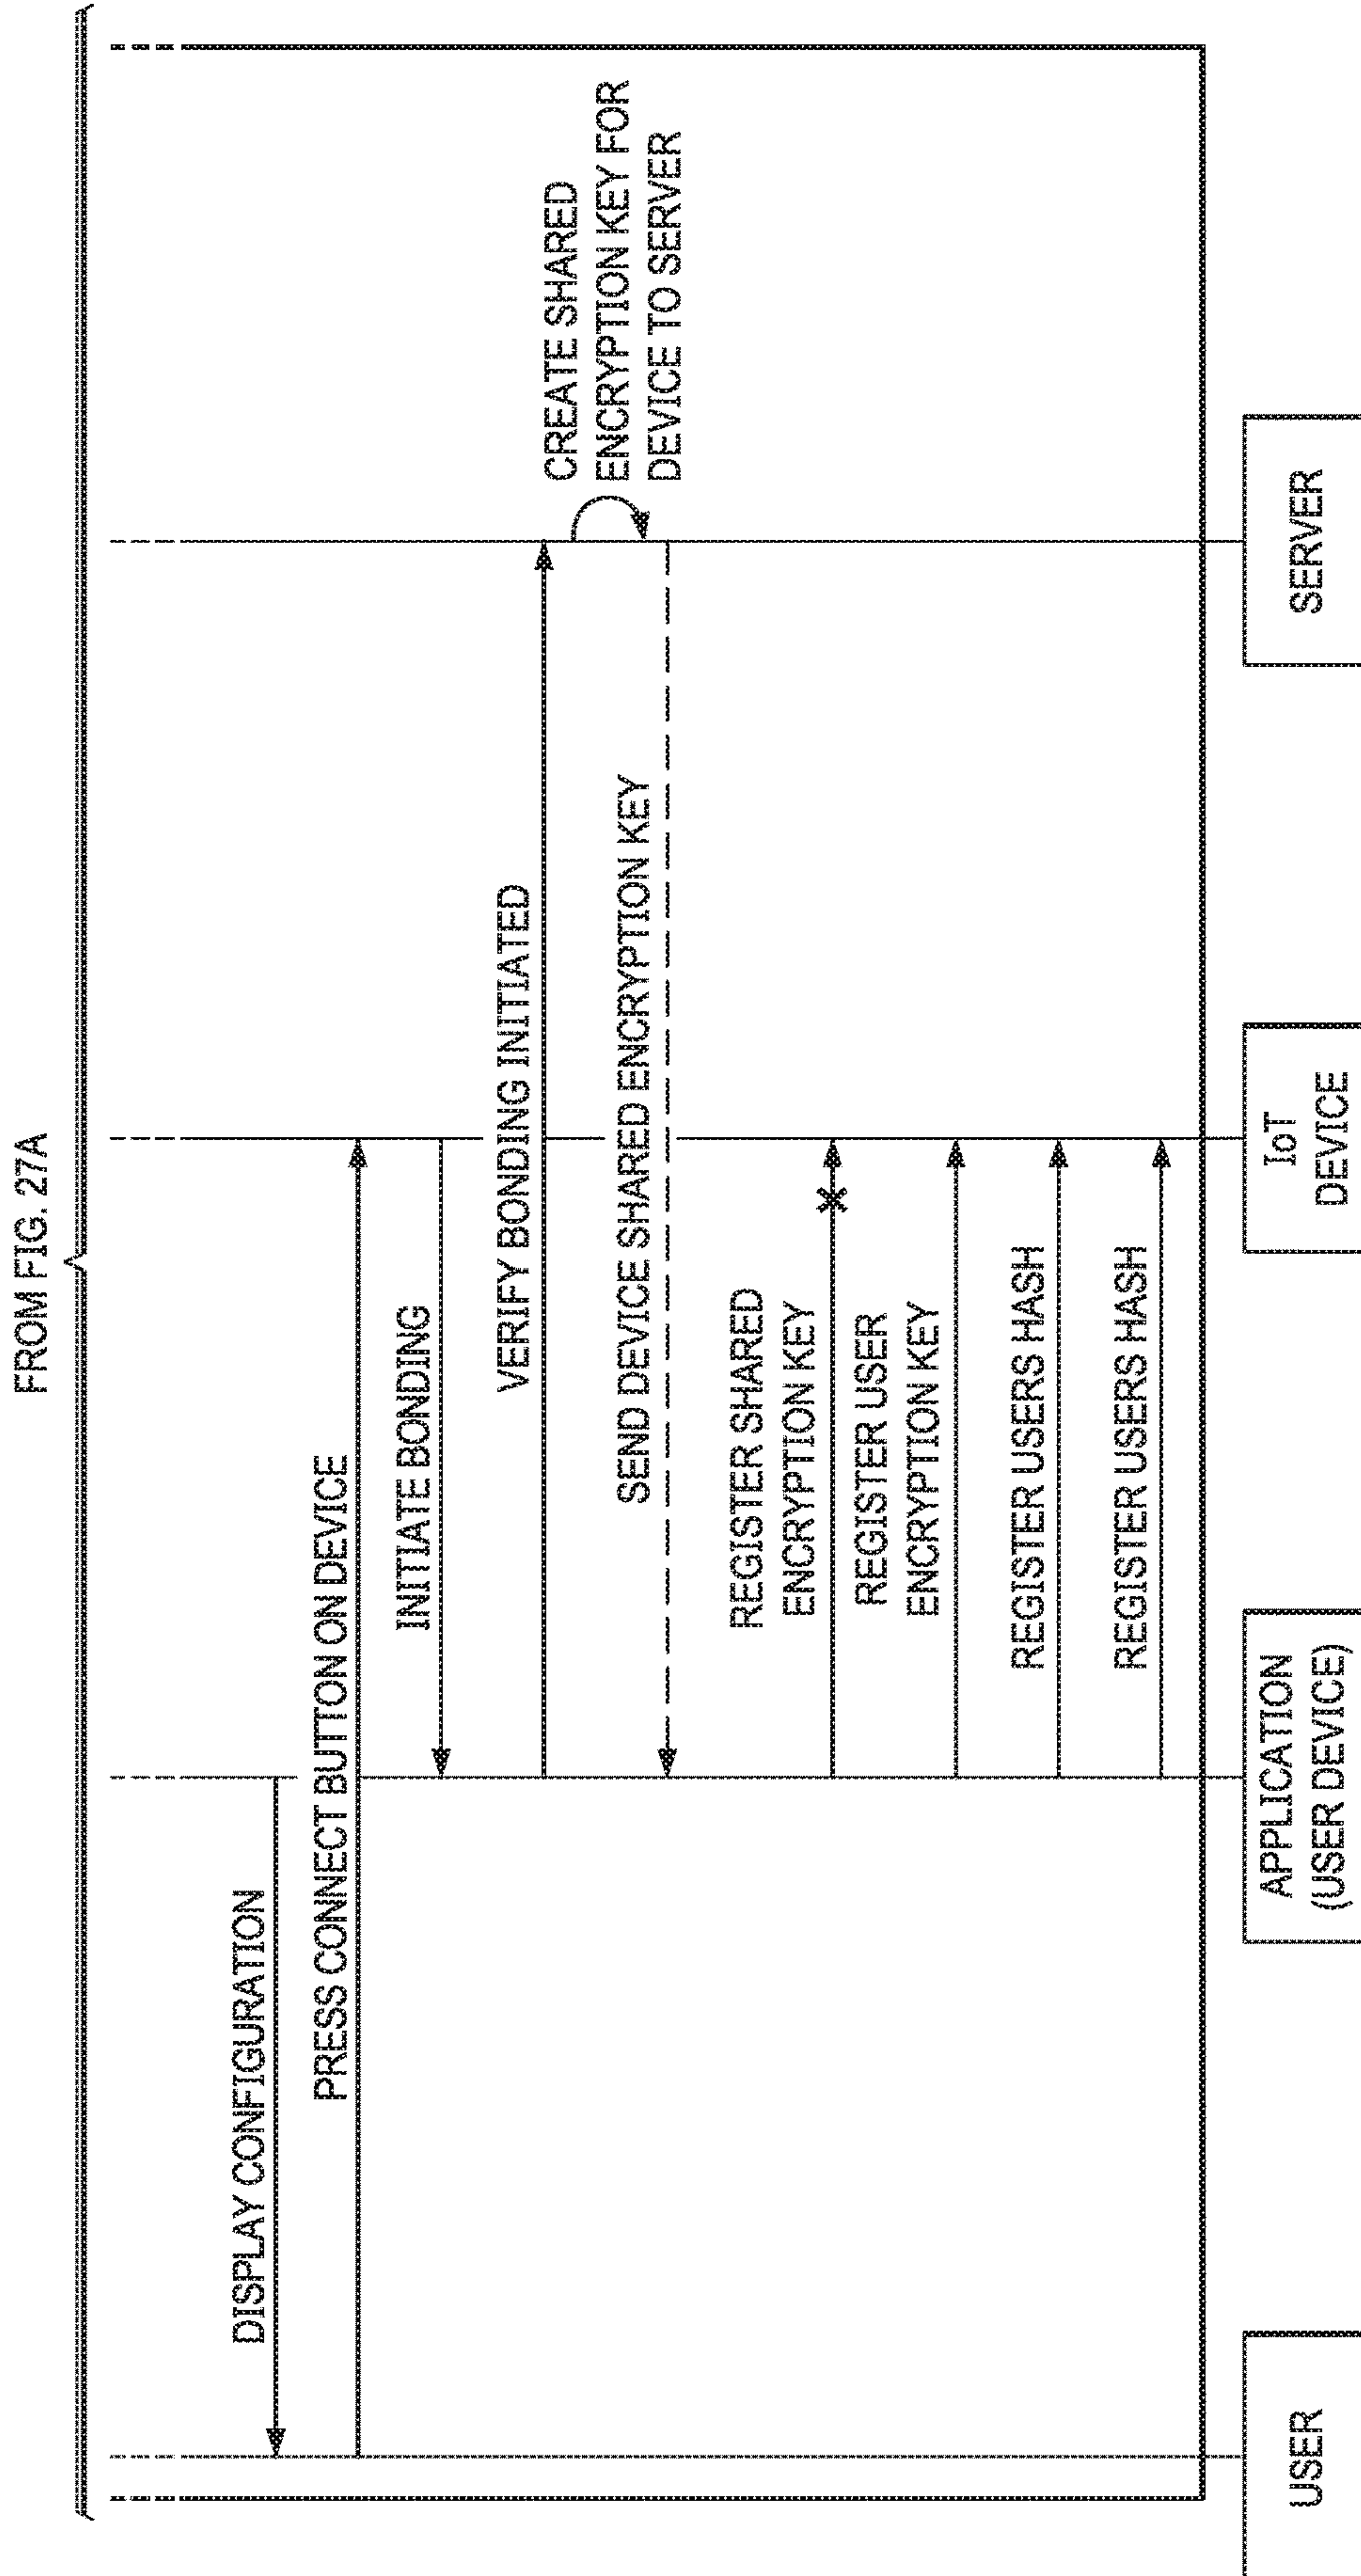 FROM FIG. 27A
DISPLAY CONFIGURATION
PRESS CONNECT BUTTON ON DEVICE
INITIATE BONDING
VERIFY BONDING INITIATED
CREATE SHARED
ENCRYPTION KEY FOR
DEVICE TO SERVER
SEND DEVICE SHARED ENCRYPTION KEY
REGISTER SHARED
ENCRYPTION KEY
REGISTER USER
ENCRYPTION KEY
REGISTER USERS HASH
REGISTER USERS HASH
USER
APPLICATION
(USER DEVICE)
IoT
DEVICE
SERVER